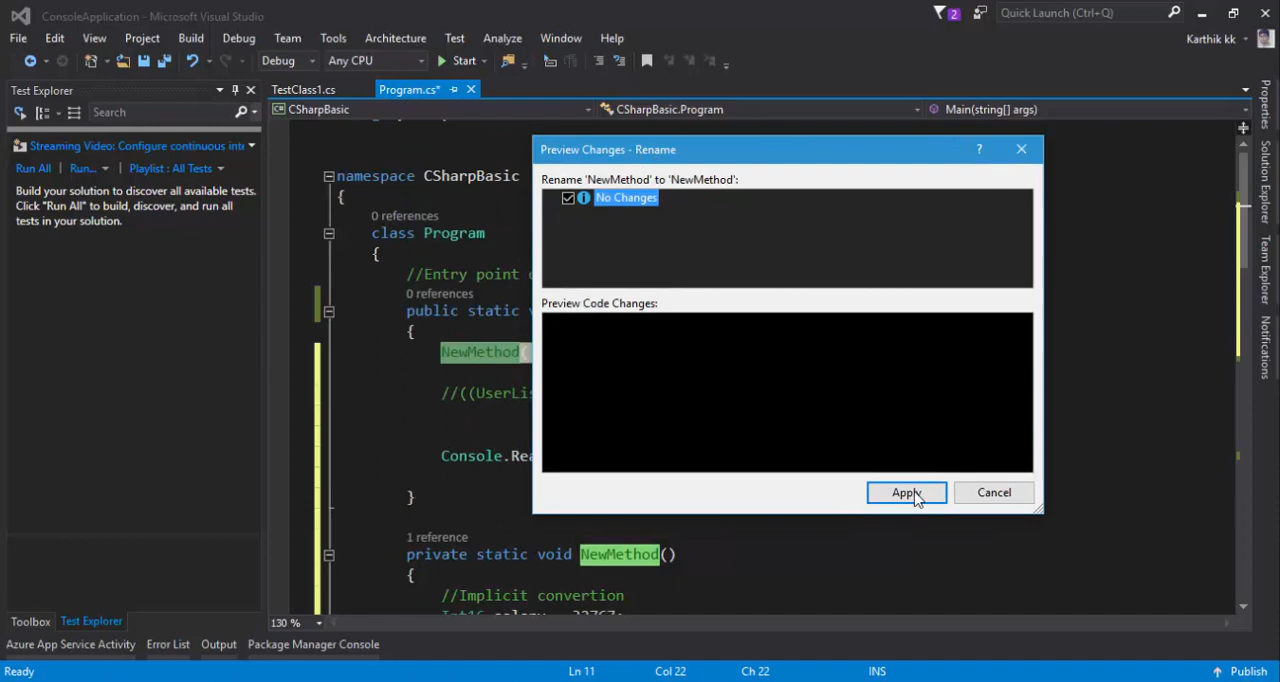 ConsoleApplication - Microsoft Visual Studio
2
Quick Launch (Ctrl+Q)
File Edit View Project Build Debug Team Tools Architecture Test Analyze Window Help
Karthik kk
Debug Any CPU Start
Test Explorer
Search
Streaming Video: Configure continuous inte
Run All | Run... | Playlist : All Tests
Build your solution to discover all available tests.
Click "Run All" to build, discover, and run all
tests in your solution.
Toolbox Test Explorer
TestClass1.cs Program.cs*
CSharpBasic CSharpBasic.Program Main(string[] args)
namespace CSharpBasic
{
0 references
class Program
{
//Entry point
0 references
public static
{
NewMethod(
//((UserLis
Console.Rea
}
1 reference
private static void NewMethod()
{
//Implicit convertion
130 %
Preview Changes - Rename
?
Rename 'NewMethod' to 'NewMethod':
No Changes
Preview Code Changes:
Apply Cancel
Properties
Solution Explorer
Team Explorer
Notifications
Azure App Service Activity Error List Output Package Manager Console
Ready Ln 11 Col 22 Ch 22 INS Publish